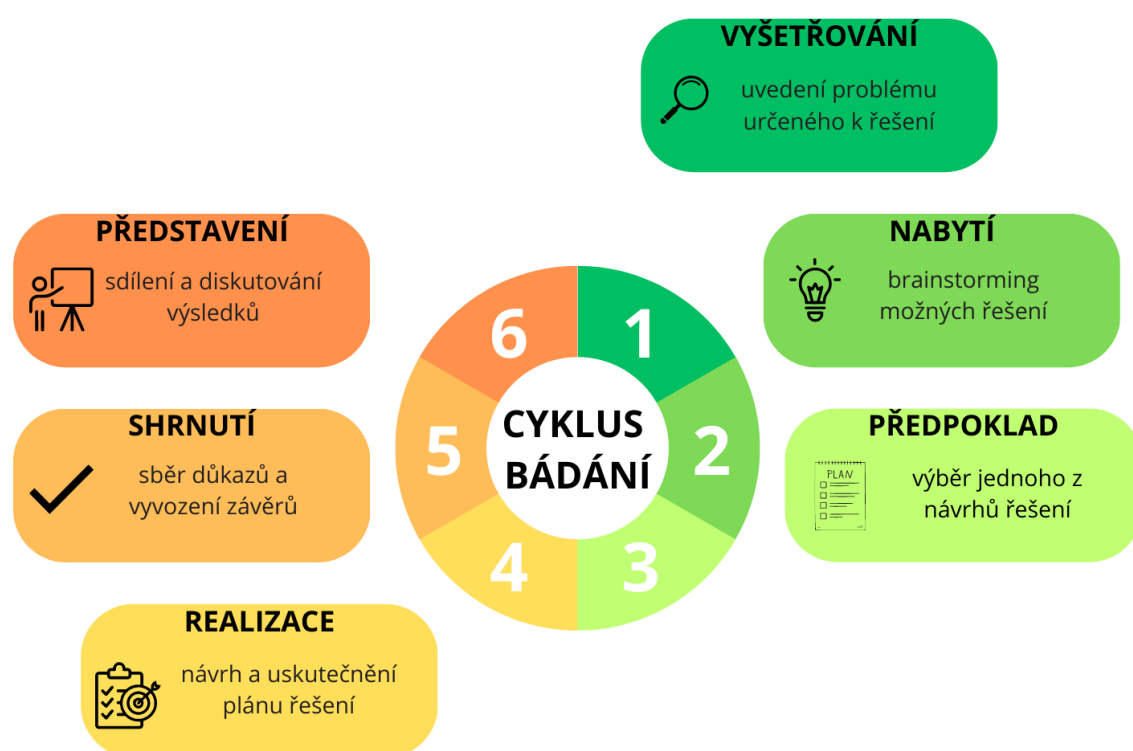 VYŠETŘOVÁNÍ
uvedení problému
určeného k řešení
NABYTÍ
brainstorming
možných řešení
PŘEDPOKLAD
PLAN
výběr jednoho z
návrhů řešení
REALIZACE
návrh a uskutečnění
plánu řešení
SHRNUTÍ
sběr důkazů a
vyvození závěrů
PŘEDSTAVENÍ
sdílení a diskutování
výsledků
CYKLUS
BÁDÁNÍ
1
2
3
4
5
6